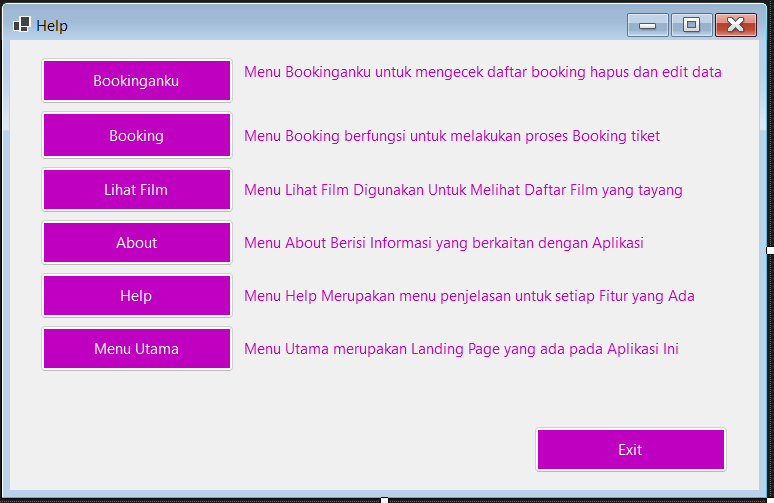 Help
Bookinganku Menu Bookinganku untuk mengecek daftar booking hapus dan edit data
Booking Menu Booking berfungsi untuk melakukan proses Booking tiket
Lihat Film Menu Lihat Film Digunakan Untuk Melihat Daftar Film yang tayang
About Menu About Berisi Informasi yang berkaitan dengan Aplikasi
Help Menu Help Merupakan menu penjelasan untuk setiap Fitur yang Ada
Menu Utama Menu Utama merupakan Landing Page yang ada pada Aplikasi Ini
Exit